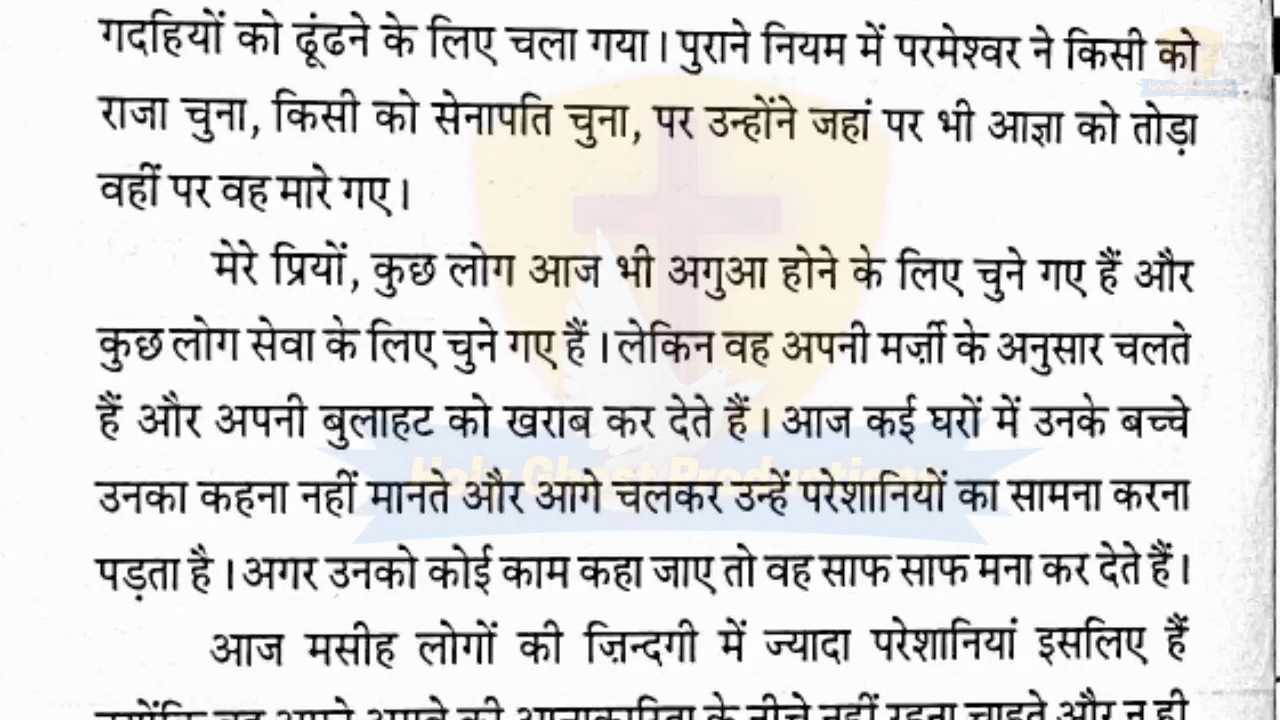 गदहियों को ढूंढने के लिए चला गया। पुराने नियम में परमेश्वर ने किसी को
राजा चुना, किसी को सेनापति चुना, पर उन्होंने जहां पर भी आज्ञा को तोड़ा
वहीं पर वह मारे गए।
मेरे प्रियों, कुछ लोग आज भी अगुआ होने के लिए चुने गए हैं और
कुछ लोग सेवा के लिए चुने गए हैं। लेकिन वह अपनी मर्ज़ी के अनुसार चलते
हैं और अपनी बुलाहट को खराब कर देते हैं। आज कई घरों में उनके बच्चे
Holy Ghost Productions
उनका कहना नहीं मानते और आगे चलकर उन्हें परेशानियों का सामना करना
पड़ता है। अगर उनको कोई काम कहा जाए तो वह साफ साफ मना कर देते हैं।
आज मसीह लोगों की ज़िन्दगी में ज्यादा परेशानियां इसलिए हैं